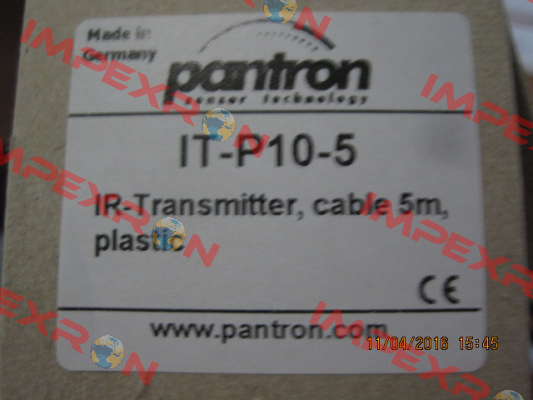 Made in
Germany
pantron
sensor technology
IT-P10-5
IR-Transmitter, cable 5m,
plastic
CE
www.pantron.com
11/04/2016 15:45
IMPEXRON
IMPEXRON
IMPEXRON
IMPEXRON
IMPEXRON